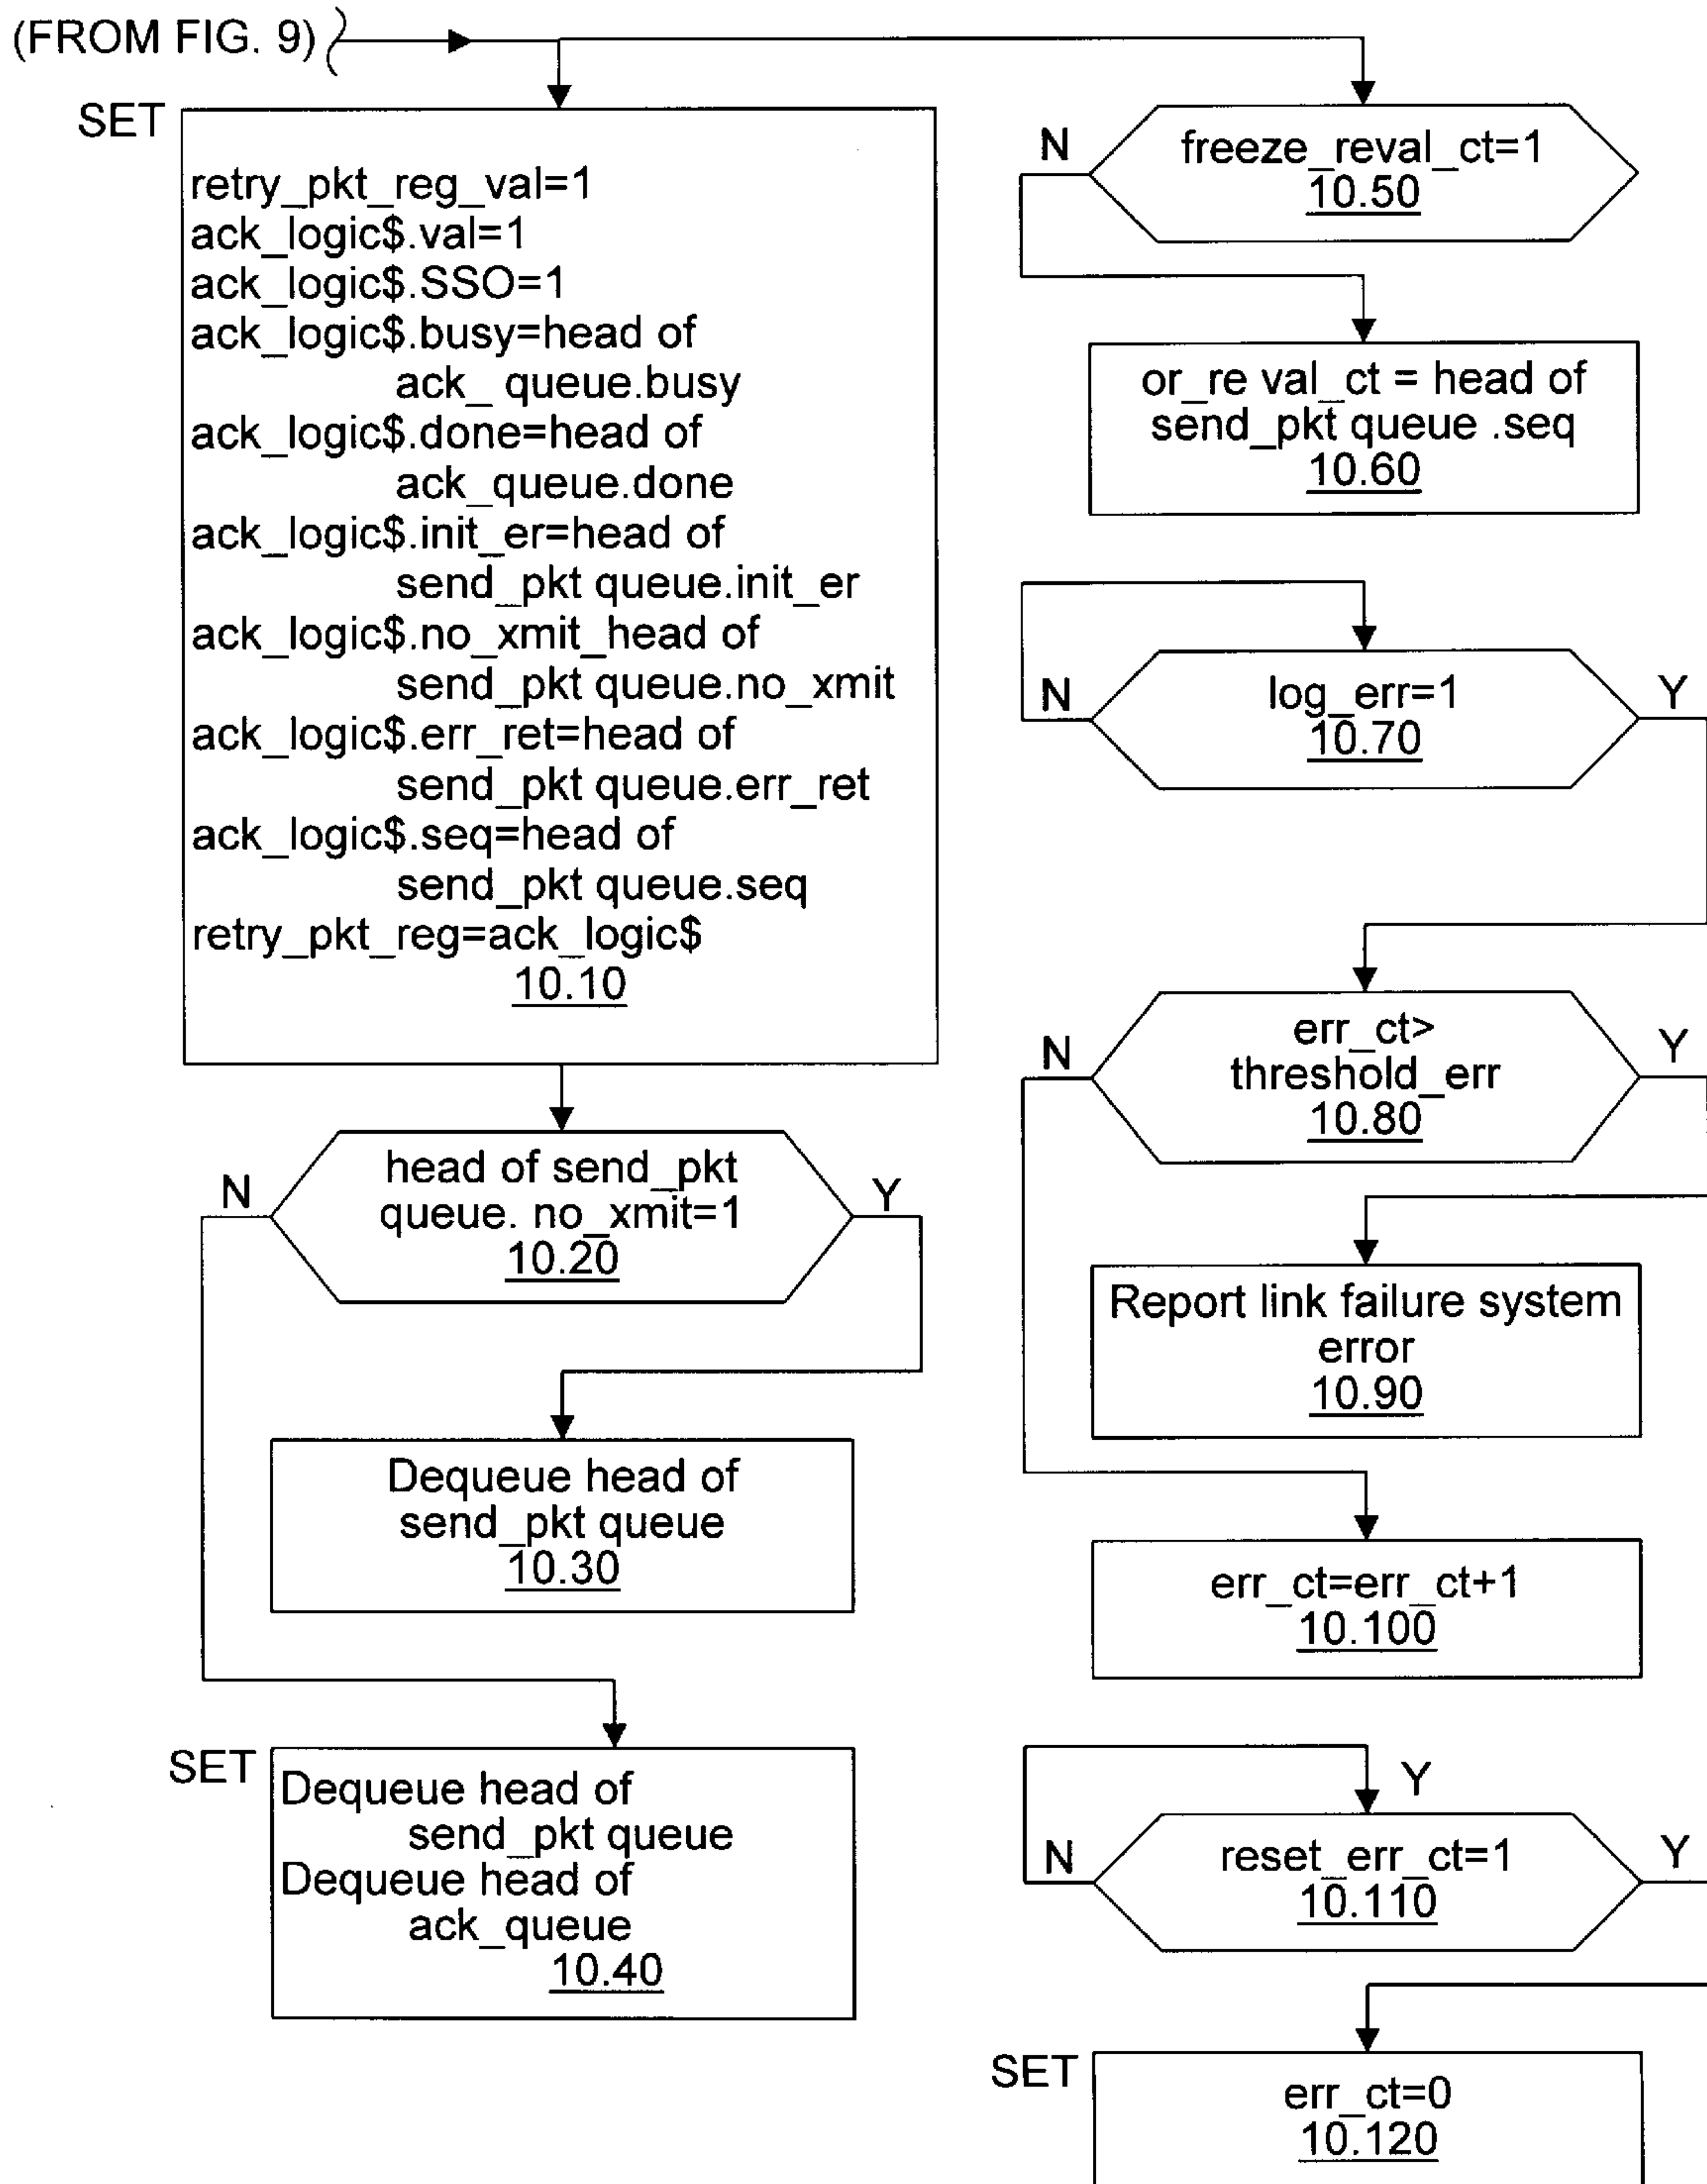 (FROM FIG. 9)
SET
retry_pkt_reg_val=1
ack_logic$.val=1
ack_logic$.SSO=1
ack_logic$.busy=head of
ack_ queue.busy
ack_logic$.done=head of
ack_queue.done
ack_logic$.init_er=head of
send_pkt queue.init_er
ack_logic$.no_xmit_head of
send_pkt queue.no_xmit
ack_logic$.err_ret=head of
send_pkt queue.err_ret
ack_logic$.seq=head of
send_pkt queue.seq
retry_pkt_reg=ack_logic$
10.10
N
head of send_pkt
queue. no_xmit=1
10.20
Y
Dequeue head of
send_pkt queue
10.30
SET
Dequeue head of
send_pkt queue
Dequeue head of
ack_queue
10.40
N
freeze_reval_ct=1
10.50
or_re val_ct = head of
send_pkt queue .seq
10.60
N
log_err=1
10.70
Y
N
err_ct>
threshold_err
10.80
Y
Report link failure system
error
10.90
err_ct=err_ct+1
10.100
Y
N
reset_err_ct=1
10.110
Y
SET
err_ct=0
10.120